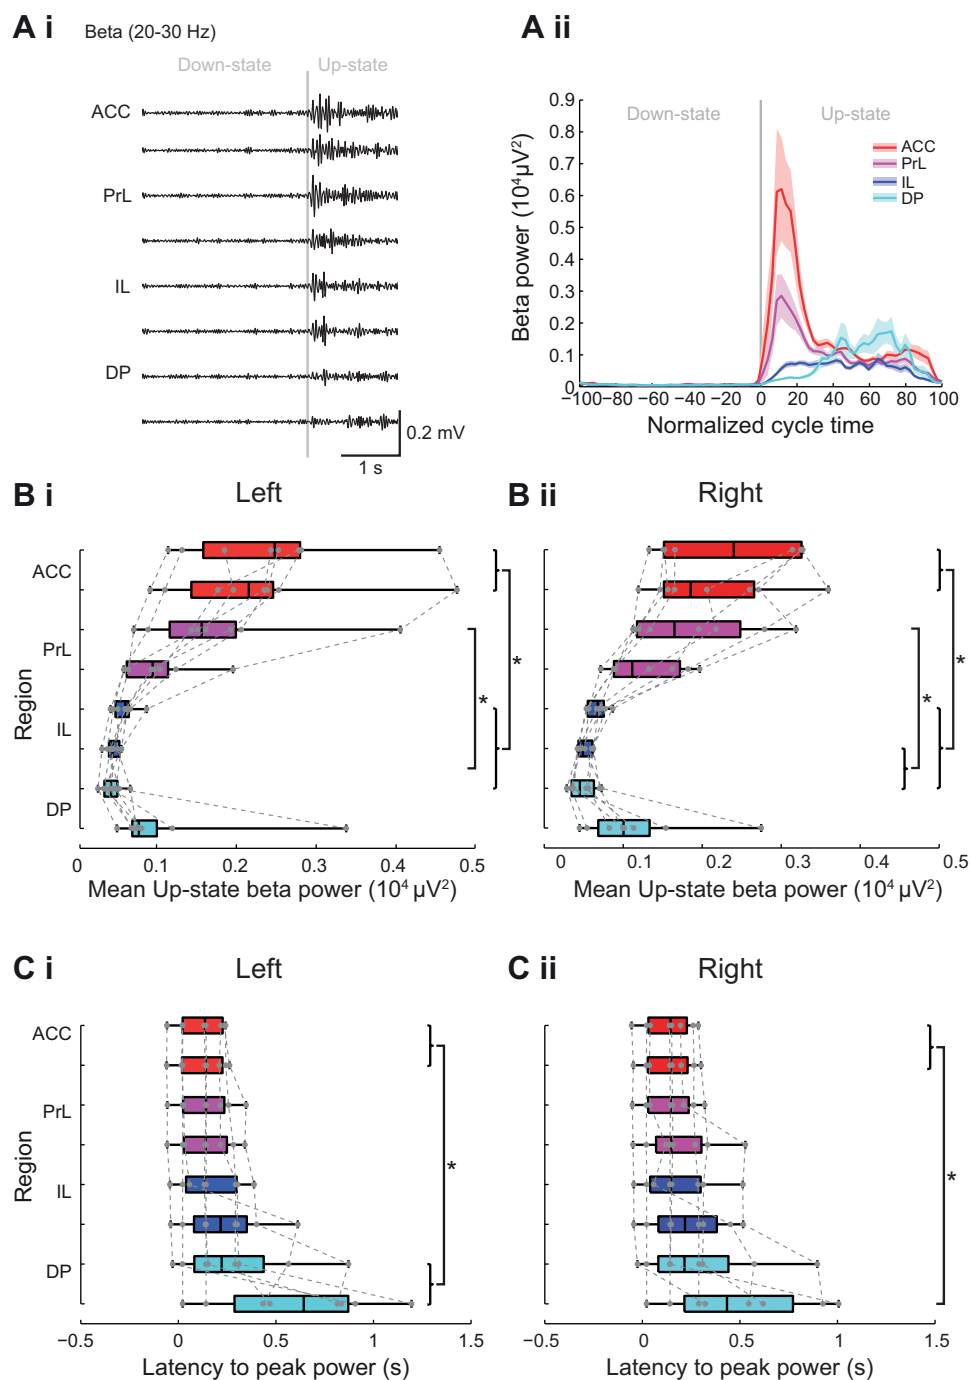 A i
Beta (20-30 Hz)
Down-state
Up-state
ACC
PrL
IL
DP
0.2 mV
1 s
A ii
Down-state
Up-state
ACC
PrL
IL
DP
Beta power (10⁴µV²)
0.9
0.8
0.7
0.6
0.5
0.4
0.3
0.2
0.1
0
−100 −80 −60 −40 −20 0 20 40 60 80 100
Normalized cycle time
B i
Left
Region
ACC
PrL
IL
DP
*
*
0 0.1 0.2 0.3 0.4 0.5
Mean Up-state beta power (10⁴ µV²)
B ii
Right
*
*
0 0.1 0.2 0.3 0.4 0.5
Mean Up-state beta power (10⁴ µV²)
C i
Left
Region
ACC
PrL
IL
DP
*
−0.5 0 0.5 1 1.5
Latency to peak power (s)
C ii
Right
*
−0.5 0 0.5 1 1.5
Latency to peak power (s)